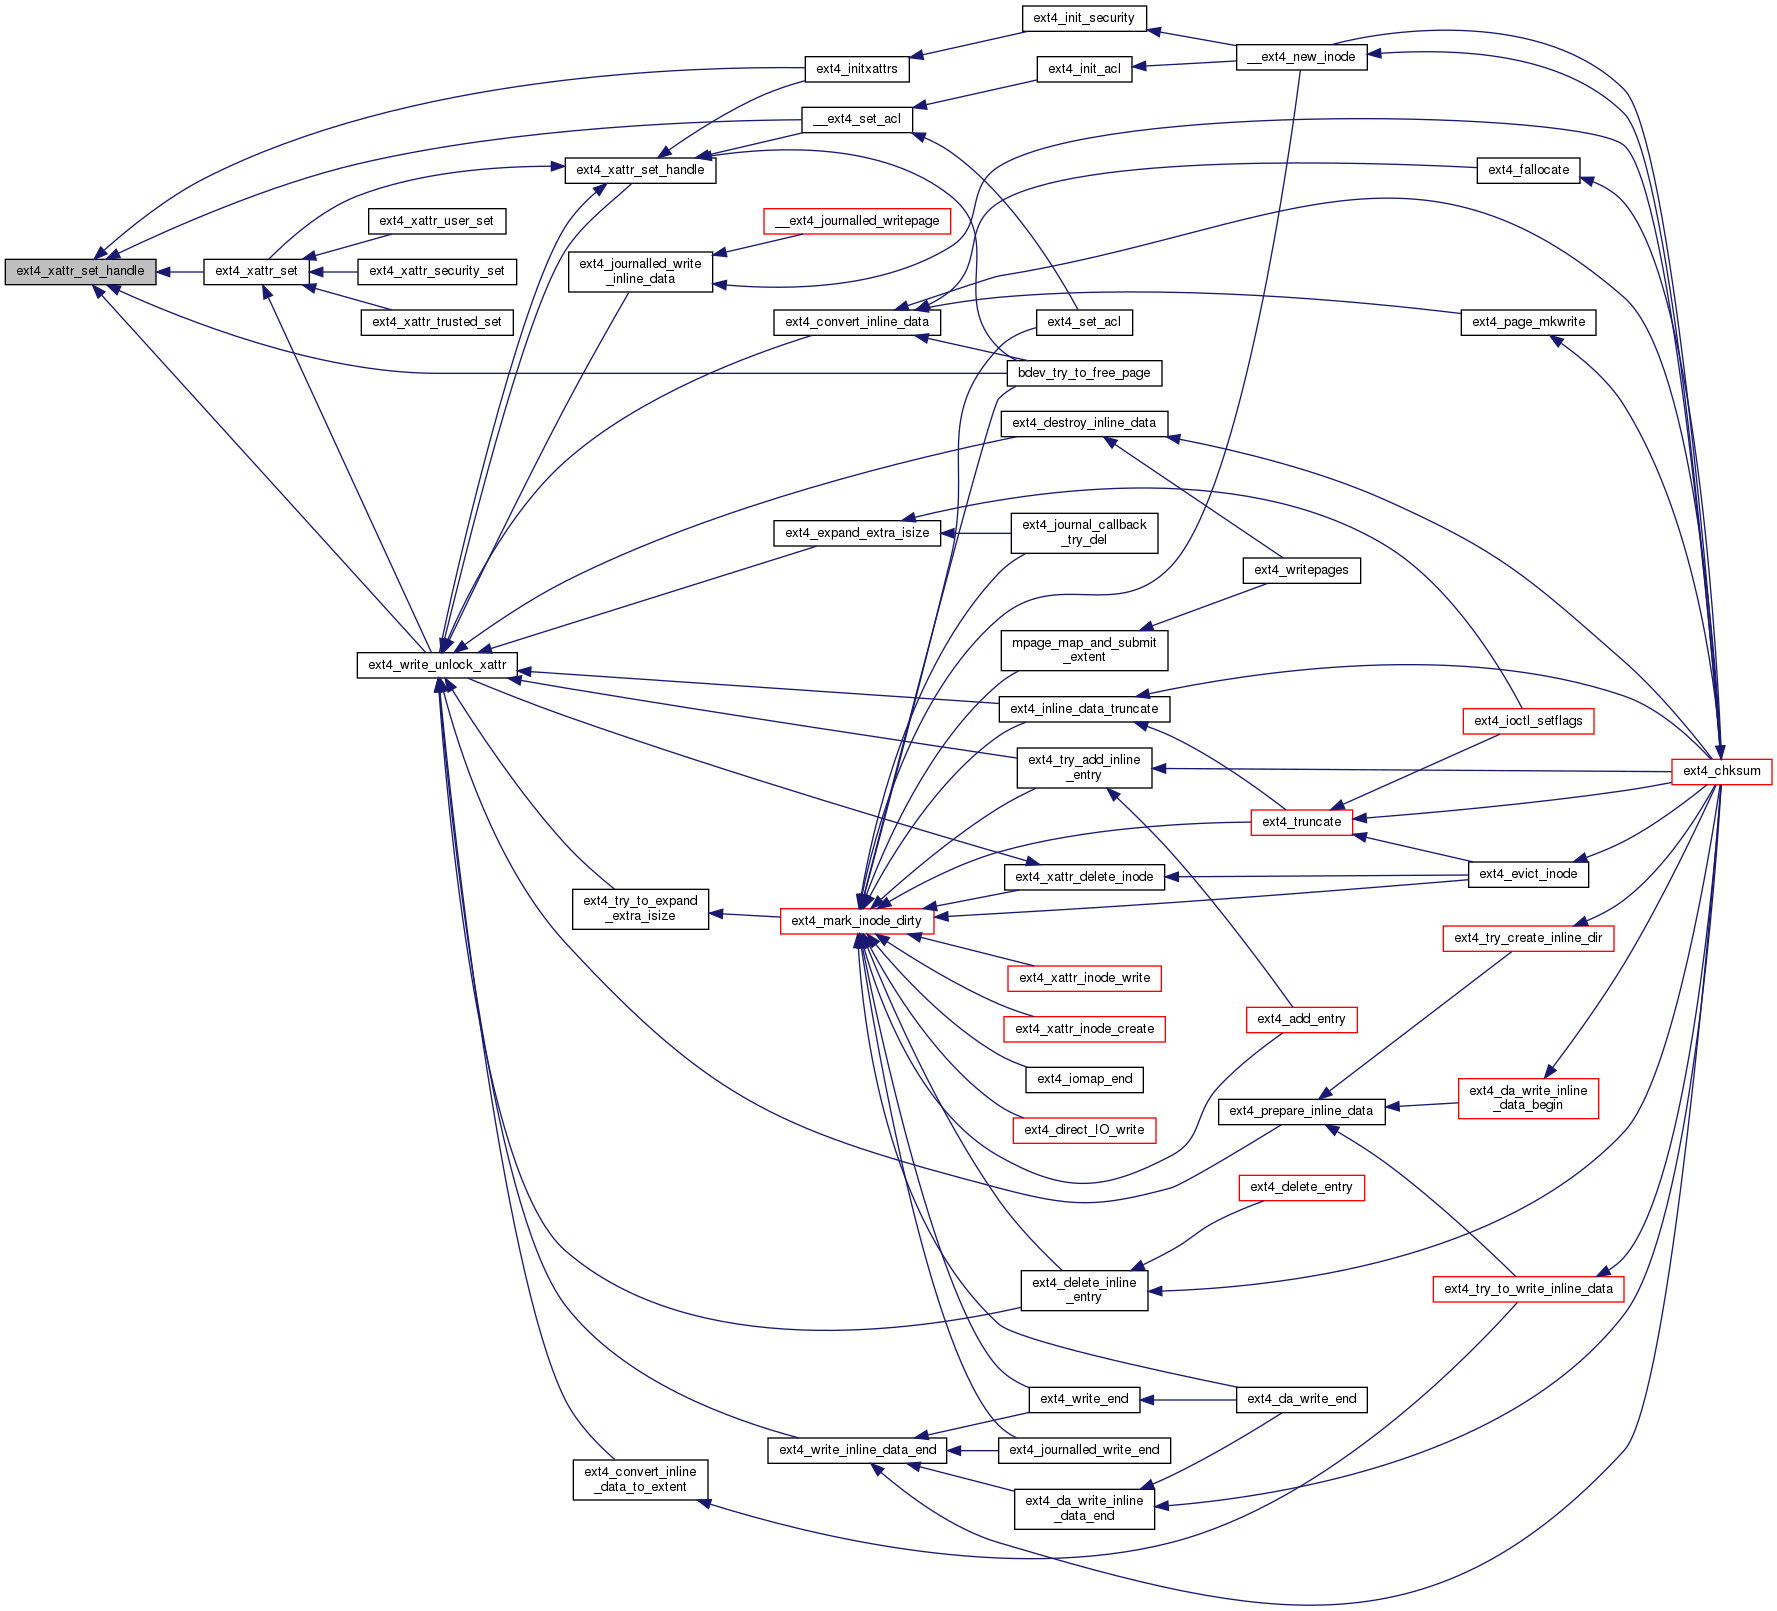 ext4_init_security
__ext4_new_inode
ext4_initxattrs
ext4_init_acl
__ext4_set_acl
ext4_xattr_set_handle
ext4_fallocate
ext4_xattr_user_set
__ext4_journalled_writepage
ext4_xattr_set_handle
ext4_xattr_set
ext4_xattr_security_set
ext4_journalled_write
_inline_data
ext4_xattr_trusted_set
ext4_convert_inline_data
ext4_set_acl
ext4_page_mkwrite
bdev_try_to_free_page
ext4_destroy_inline_data
ext4_expand_extra_isize
ext4_journal_callback
_try_del
ext4_writepages
mpage_map_and_submit
_extent
ext4_write_unlock_xattr
ext4_inline_data_truncate
ext4_ioctl_setflags
ext4_try_add_inline
_entry
ext4_chksum
ext4_truncate
ext4_xattr_delete_inode
ext4_evict_inode
ext4_try_to_expand
_extra_isize
ext4_mark_inode_dirty
ext4_try_create_inline_dir
ext4_xattr_inode_write
ext4_xattr_inode_create
ext4_add_entry
ext4_iomap_end
ext4_da_write_inline
_data_begin
ext4_prepare_inline_data
ext4_direct_IO_write
ext4_delete_entry
ext4_delete_inline
_entry
ext4_try_to_write_inline_data
ext4_write_end
ext4_da_write_end
ext4_write_inline_data_end
ext4_journalled_write_end
ext4_convert_inline
_data_to_extent
ext4_da_write_inline
_data_end